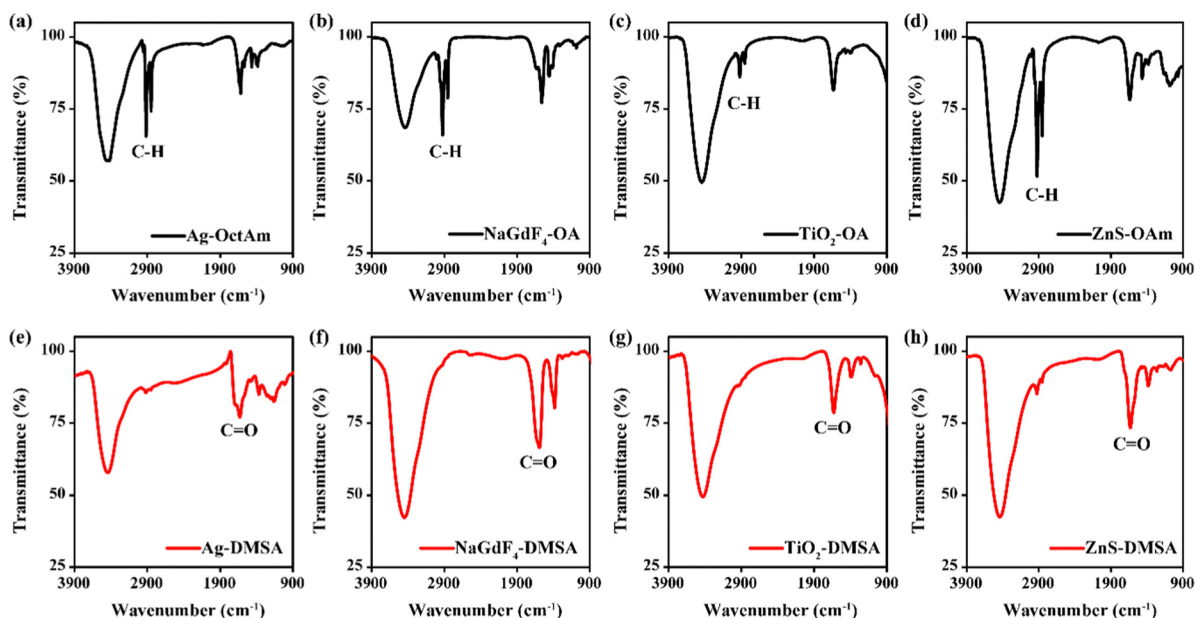 (a)
100
75
50
25
Transmittance (%)
C-H
Ag-OctAm
3900 2900 1900 900
Wavenumber (cm-1)
(b)
100
75
50
25
Transmittance (%)
C-H
NaGdF4-OA
3900 2900 1900 900
Wavenumber (cm-1)
(c)
100
75
50
25
Transmittance (%)
C-H
TiO2-OA
3900 2900 1900 900
Wavenumber (cm-1)
(d)
100
75
50
25
Transmittance (%)
C-H
ZnS-OAm
3900 2900 1900 900
Wavenumber (cm-1)
(e)
100
75
50
25
Transmittance (%)
C=O
Ag-DMSA
3900 2900 1900 900
Wavenumber (cm-1)
(f)
100
75
50
25
Transmittance (%)
C=O
NaGdF4-DMSA
3900 2900 1900 900
Wavenumber (cm-1)
(g)
100
75
50
25
Transmittance (%)
C=O
TiO2-DMSA
3900 2900 1900 900
Wavenumber (cm-1)
(h)
100
75
50
25
Transmittance (%)
C=O
ZnS-DMSA
3900 2900 1900 900
Wavenumber (cm-1)